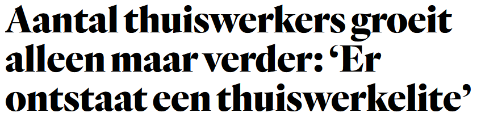 Aantal thuiswerkers groeit
alleen maar verder: ‘Er
ontstaat een thuiswerkelite’